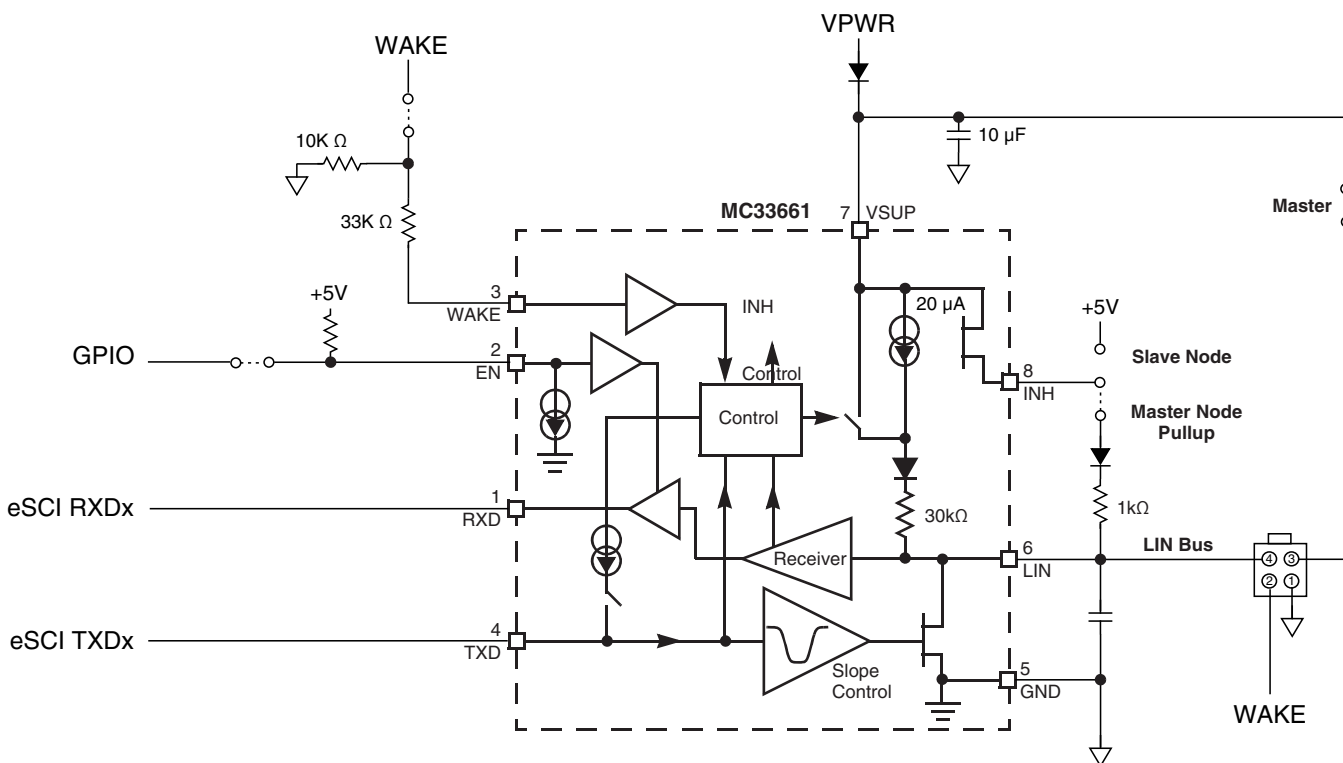 VPWR
WAKE
10 µF
10K Ω
MC33661
7 VSUP
Master
33K Ω
+5V
3
WAKE
INH
20 µA
+5V
GPIO
2
EN
Slave Node
8
INH
Control
Control
Master Node
Pullup
eSCI RXDx
1
RXD
30kΩ
1kΩ
Receiver
6
LIN
LIN Bus
4 3
2 1
eSCI TXDx
4
TXD
Slope
Control
5
GND
WAKE